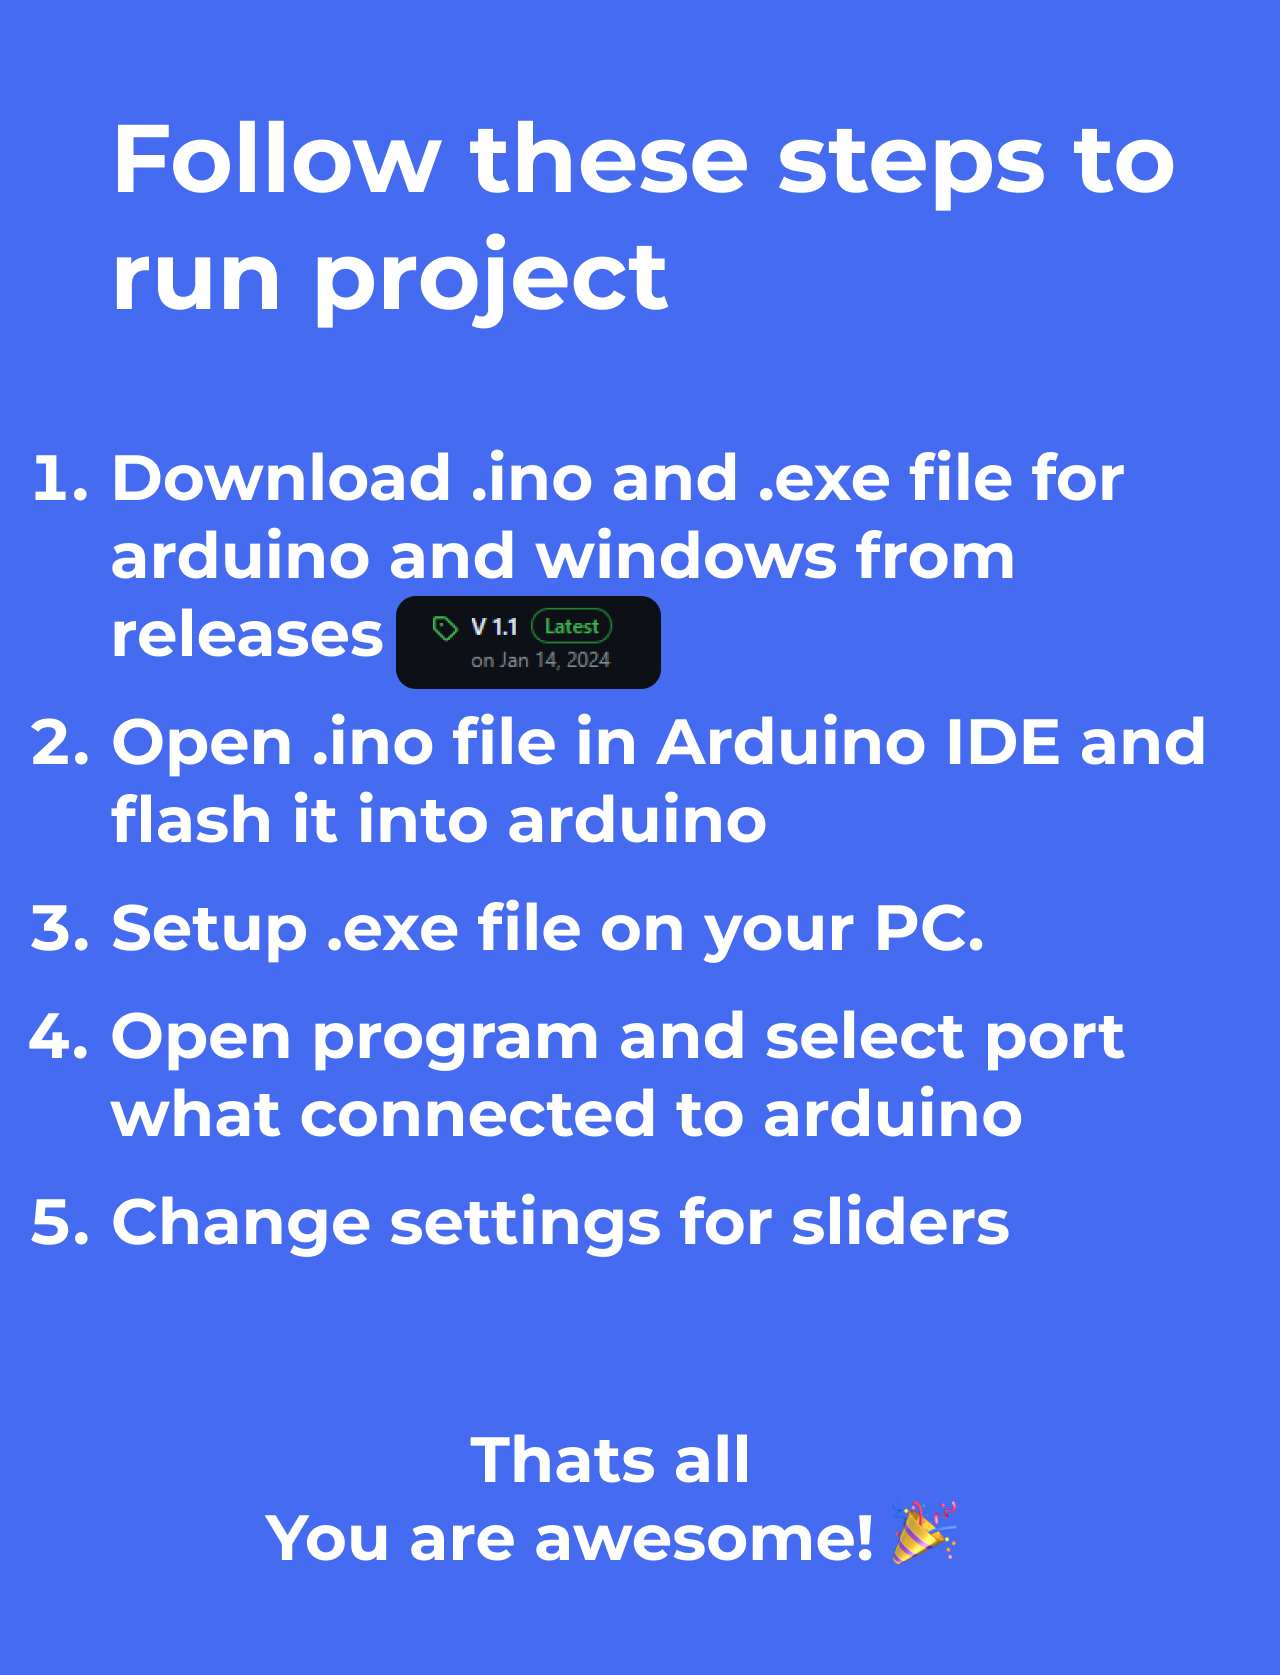 Follow these steps to
run project
1. Download .ino and .exe file for
arduino and windows from
releases
V 1.1 Latest
on Jan 14, 2024
2. Open .ino file in Arduino IDE and
flash it into arduino
3. Setup .exe file on your PC.
4. Open program and select port
what connected to arduino
5. Change settings for sliders
Thats all
You are awesome! 🎉